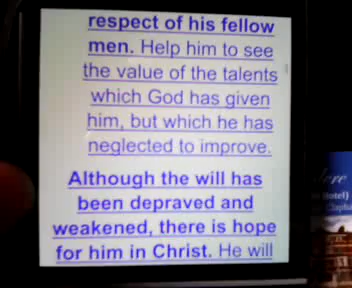 respect of his fellow
men. Help him to see
the value of the talents
which God has given
him, but which he has
neglected to improve.
Although the will has
been depraved and
weakened, there is hope
for him in Christ. He will
Hotel)